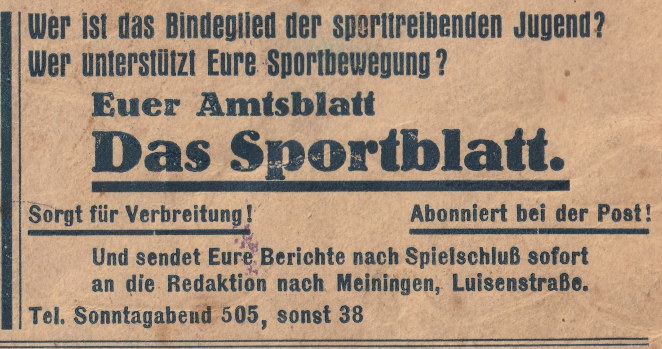 Wer ist das Bindeglied der sporttreibenden Jugend?
Wer unterstützt Eure Sportbewegung?
Euer Amtsblatt
Das Sportblatt.
Sorgt für Verbreitung! Abonniert bei der Post!
Und sendet Eure Berichte nach Spielschluß sofort
an die Redaktion nach Meiningen, Luisenstraße.
Tel. Sonntagabend 505, sonst 38